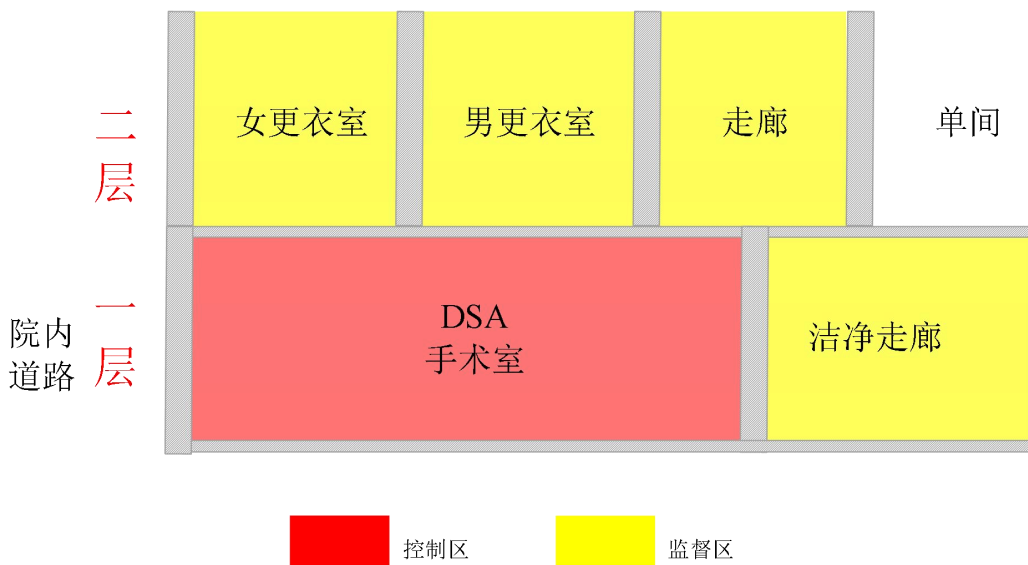 二层
女更衣室
男更衣室
走廊
单间
院内
道路
一层
DSA
手术室
洁净走廊
控制区
监督区